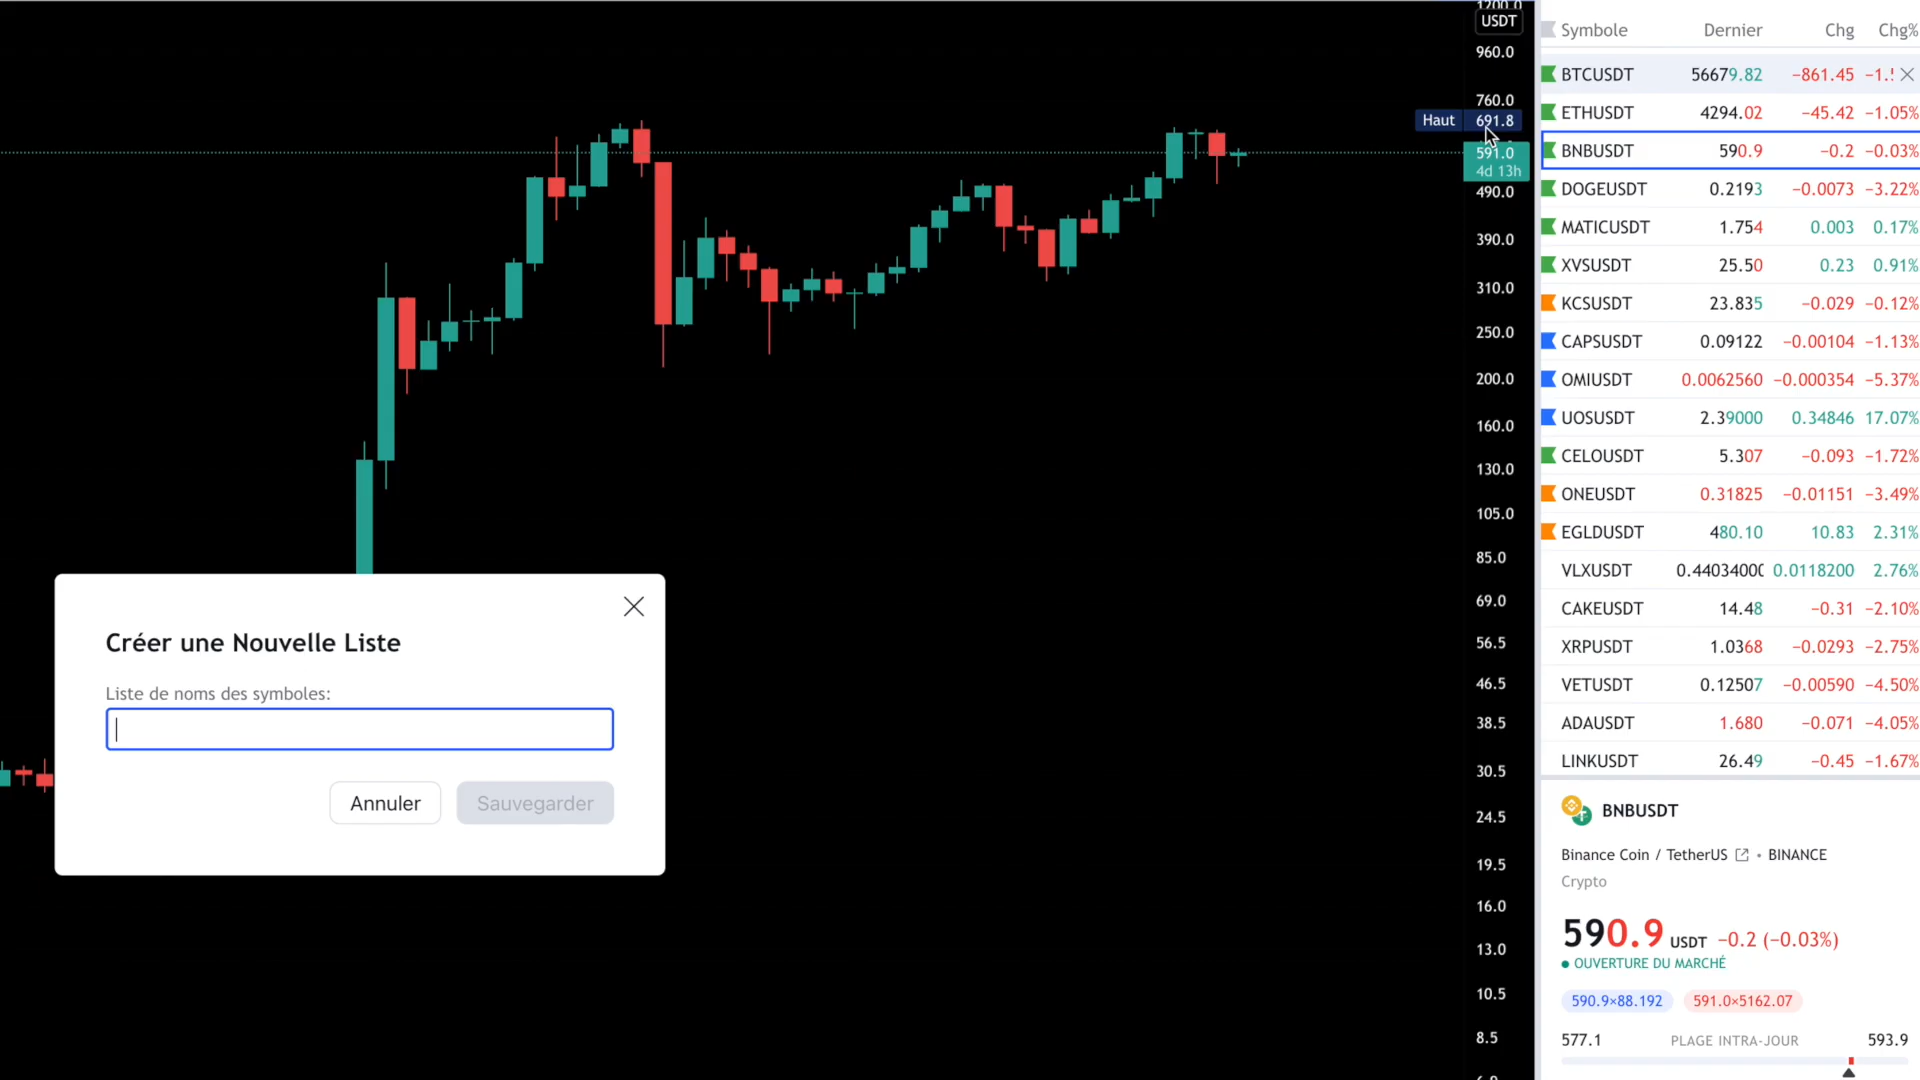 1200.0
USDT
960.0
760.0
Haut 691.8
591.0
4d 13h
490.0
390.0
310.0
250.0
200.0
160.0
130.0
105.0
85.0
69.0
56.5
46.5
38.5
30.5
24.5
19.5
16.0
13.0
10.5
8.5
Créer une Nouvelle Liste
Liste de noms des symboles:
Annuler Sauvegarder
Symbole Dernier Chg Chg%
BTCUSDT 56679.82 −861.45 −1.!
ETHUSDT 4294.02 −45.42 −1.05%
BNBUSDT 590.9 −0.2 −0.03%
DOGEUSDT 0.2193 −0.0073 −3.22%
MATICUSDT 1.754 0.003 0.17%
XVSUSDT 25.50 0.23 0.91%
KCSUSDT 23.835 −0.029 −0.12%
CAPSUSDT 0.09122 −0.00104 −1.13%
OMIUSDT 0.0062560 −0.000354 −5.37%
UOSUSDT 2.39000 0.34846 17.07%
CELOUSDT 5.307 −0.093 −1.72%
ONEUSDT 0.31825 −0.01151 −3.49%
EGLDUSDT 480.10 10.83 2.31%
VLXUSDT 0.44034000 0.0118200 2.76%
CAKEUSDT 14.48 −0.31 −2.10%
XRPUSDT 1.0368 −0.0293 −2.75%
VETUSDT 0.12507 −0.00590 −4.50%
ADAUSDT 1.680 −0.071 −4.05%
LINKUSDT 26.49 −0.45 −1.67%
BNBUSDT
Binance Coin / TetherUS • BINANCE
Crypto
590.9 USDT −0.2 (−0.03%)
OUVERTURE DU MARCHÉ
590.9×88.192 591.0×5162.07
577.1 PLAGE INTRA-JOUR 593.9